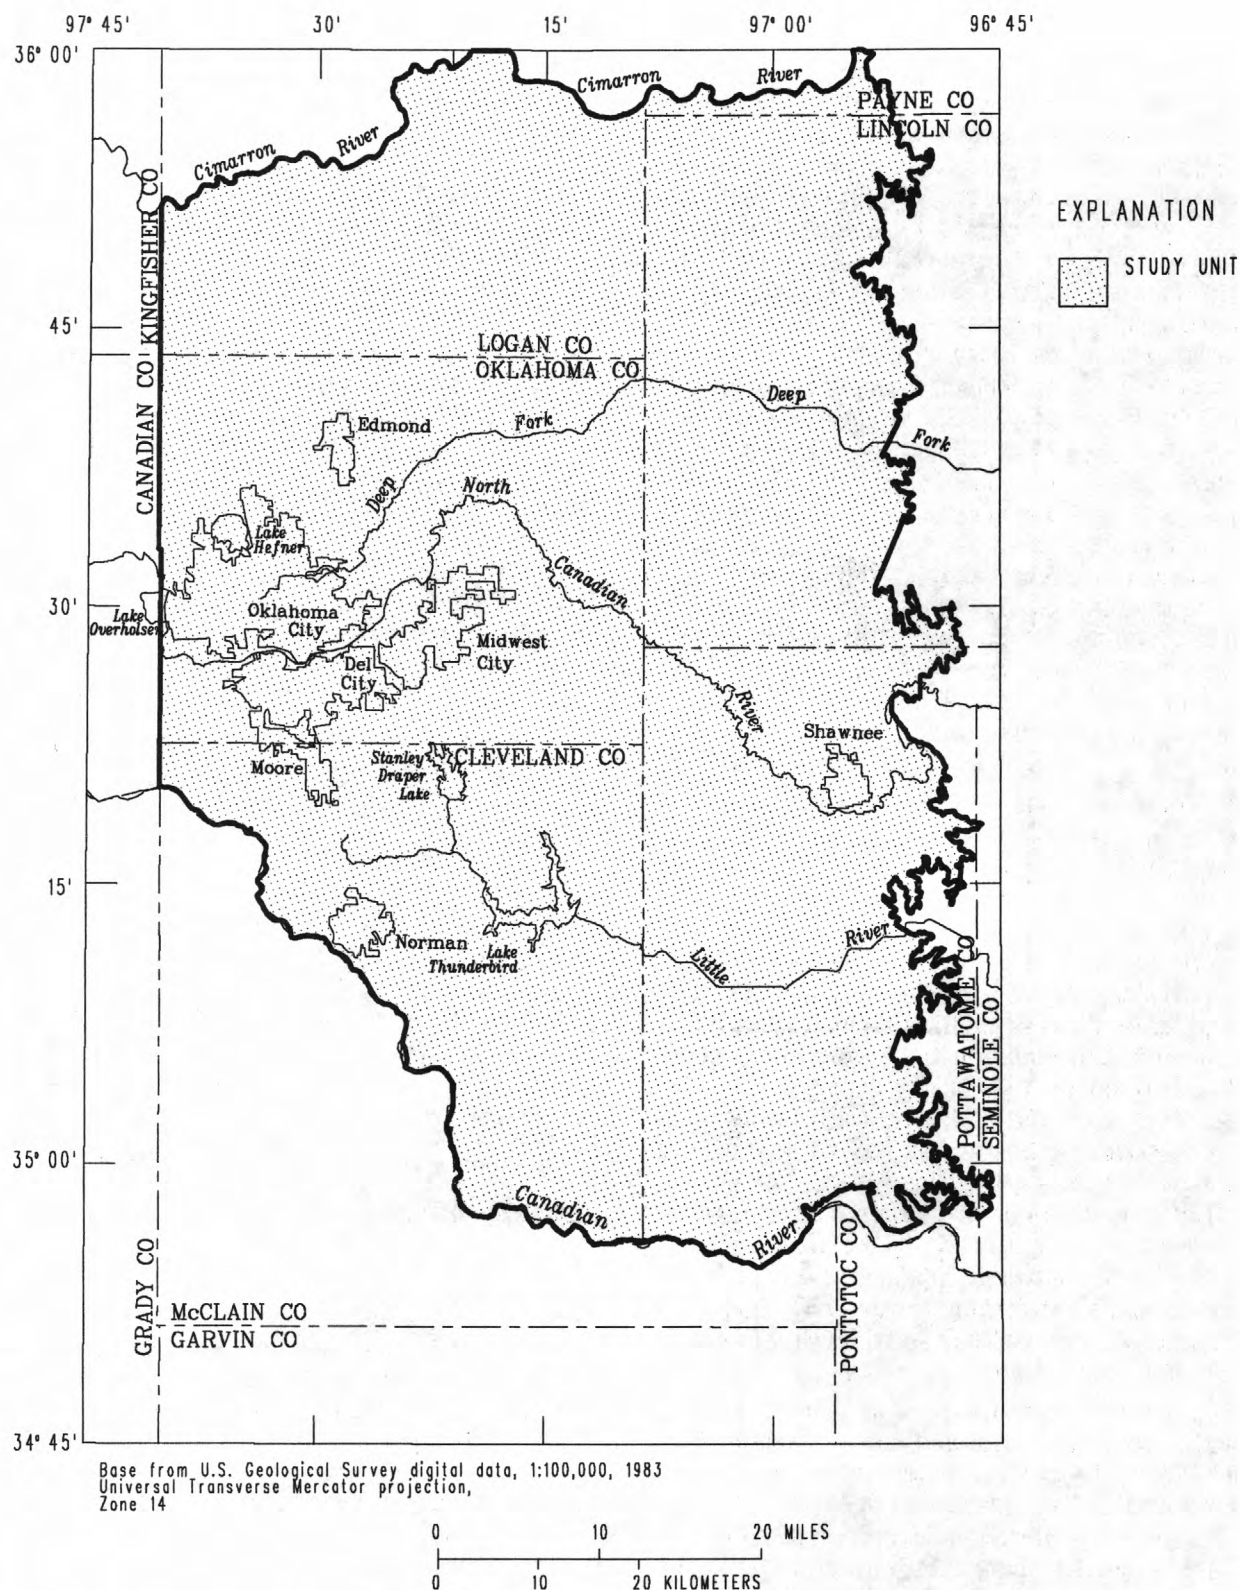 97° 45' 30' 15' 97° 00' 96° 45'
36° 00'
Cimarron River
PAYNE CO
LINCOLN CO
Cimarron River
EXPLANATION
STUDY UNIT
KINGFISHER CO
CANADIAN CO
45'
LOGAN CO
OKLAHOMA CO
Deep
Fork
Edmond
Fork
Deep
North
Lake
Hefner
Canadian
30'
Lake
Overholser
Oklahoma
City
Midwest
City
Del
City
River
Shawnee
CLEVELAND CO
Stanley
Draper
Lake
Moore
15'
Norman
Lake
Thunderbird
River
Little
POTTAWATOMIE CO
SEMINOLE CO
35° 00'
Canadian
River
PONTOTOC CO
GRADY CO
McCLAIN CO
GARVIN CO
34° 45'
Base from U.S. Geological Survey digital data, 1:100,000, 1983
Universal Transverse Mercator projection,
Zone 14
0 10 20 MILES
0 10 20 KILOMETERS